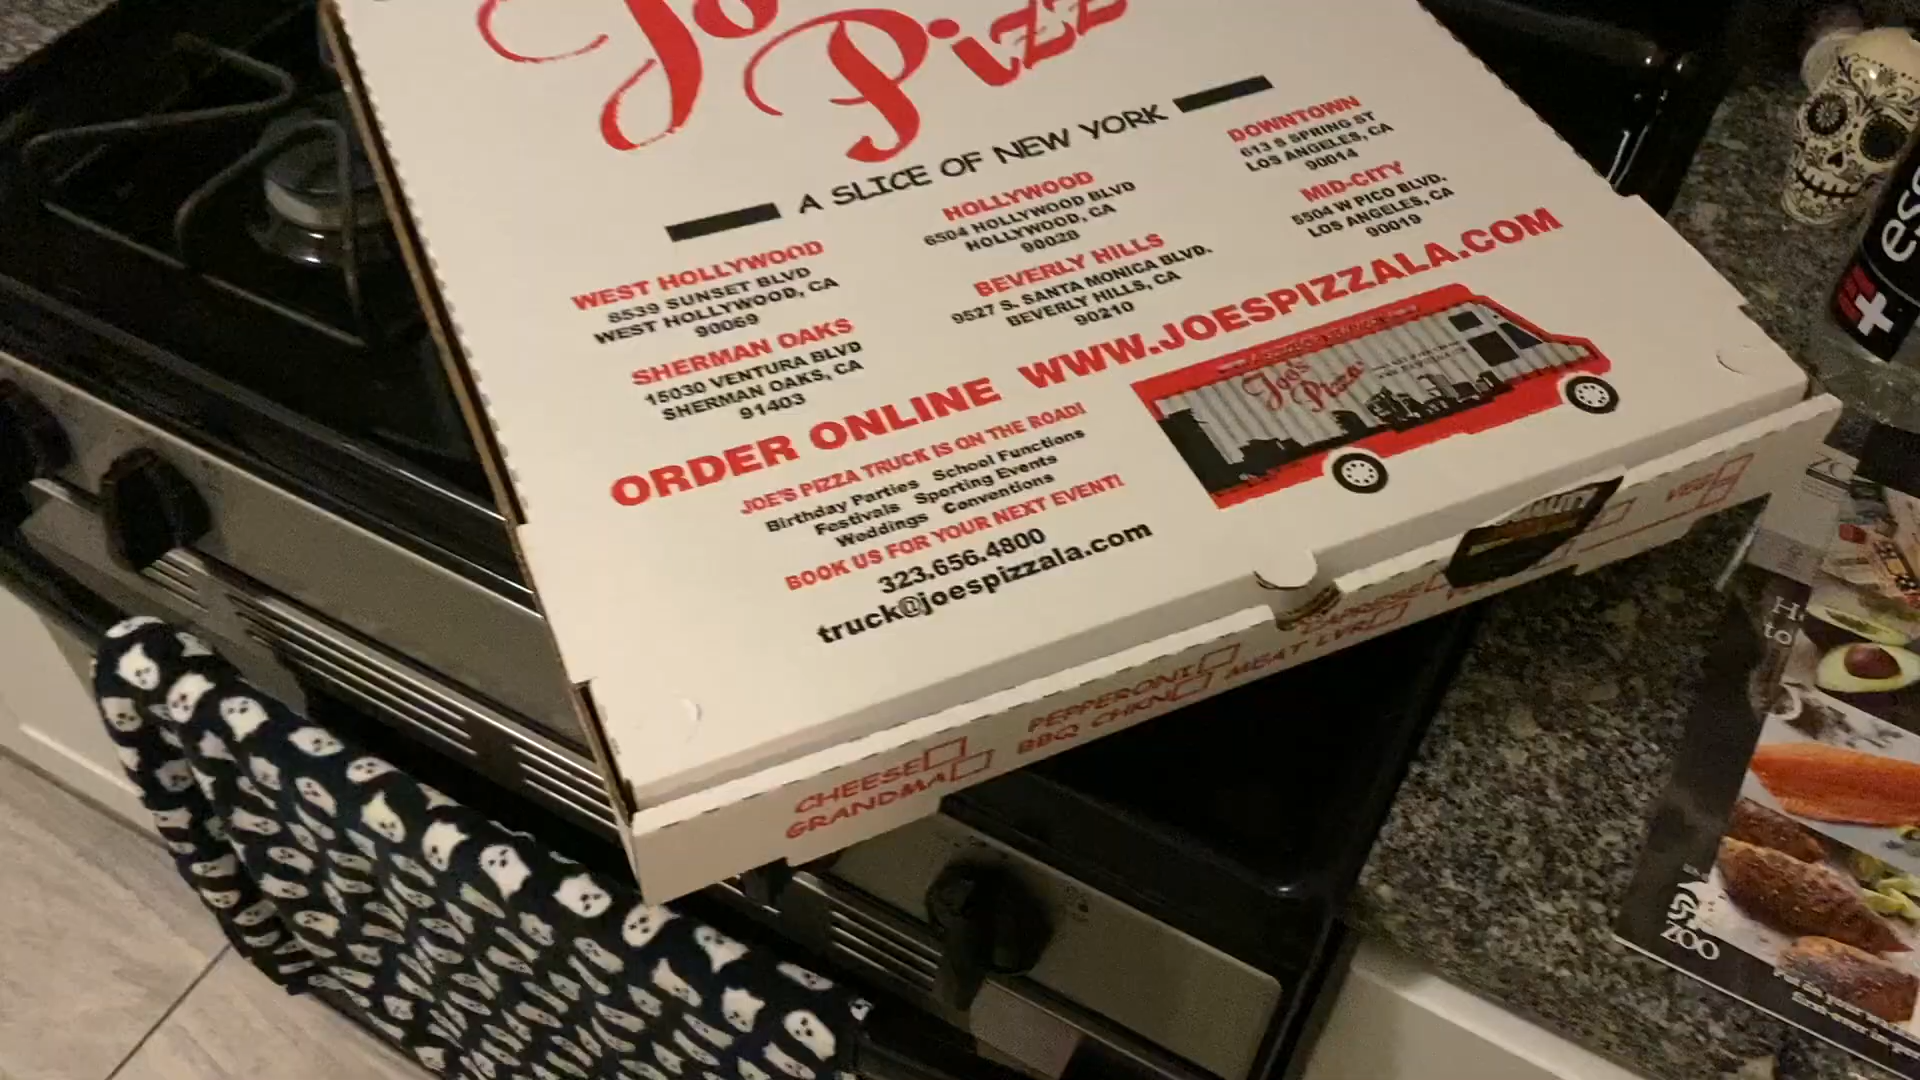 Joe's
Pizza
A SLICE OF NEW YORK
WEST HOLLYWOOD
8539 SUNSET BLVD
WEST HOLLYWOOD, CA
90069
SHERMAN OAKS
15030 VENTURA BLVD
SHERMAN OAKS, CA
91403
HOLLYWOOD
6504 HOLLYWOOD BLVD
HOLLYWOOD, CA
90028
BEVERLY HILLS
9527 S. SANTA MONICA BLVD.
BEVERLY HILLS, CA
90210
DOWNTOWN
613 S SPRING ST
LOS ANGELES, CA
90014
MID-CITY
5504 W PICO BLVD.
LOS ANGELES, CA
90019
ORDER ONLINE WWW.JOESPIZZALA.COM
JOE'S PIZZA TRUCK IS ON THE ROAD!
Birthday Parties School Functions
Festivals Sporting Events
Weddings Conventions
BOOK US FOR YOUR NEXT EVENT!
323.656.4800
truck@joespizzala.com
Joe's
Pizza
CHEESE PEPPERONI CAPRESE VEGG
GRANDMA BBQ CHKN MEAT LVR
H
to
ZOO